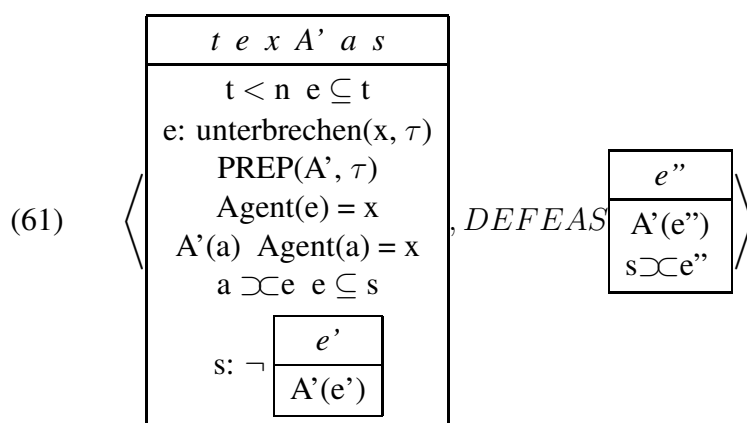 t e x A’ a s
t < n e ⊆ t
e: unterbrechen(x, τ)
PREP(A’, τ)
Agent(e) = x
(61) ⟨ , DEFEAS ⟩
A’(a) Agent(a) = x
a ⊃⊂e e ⊆ s
s: ¬
e’
A’(e’)
e”
A’(e”)
s⊃⊂e”